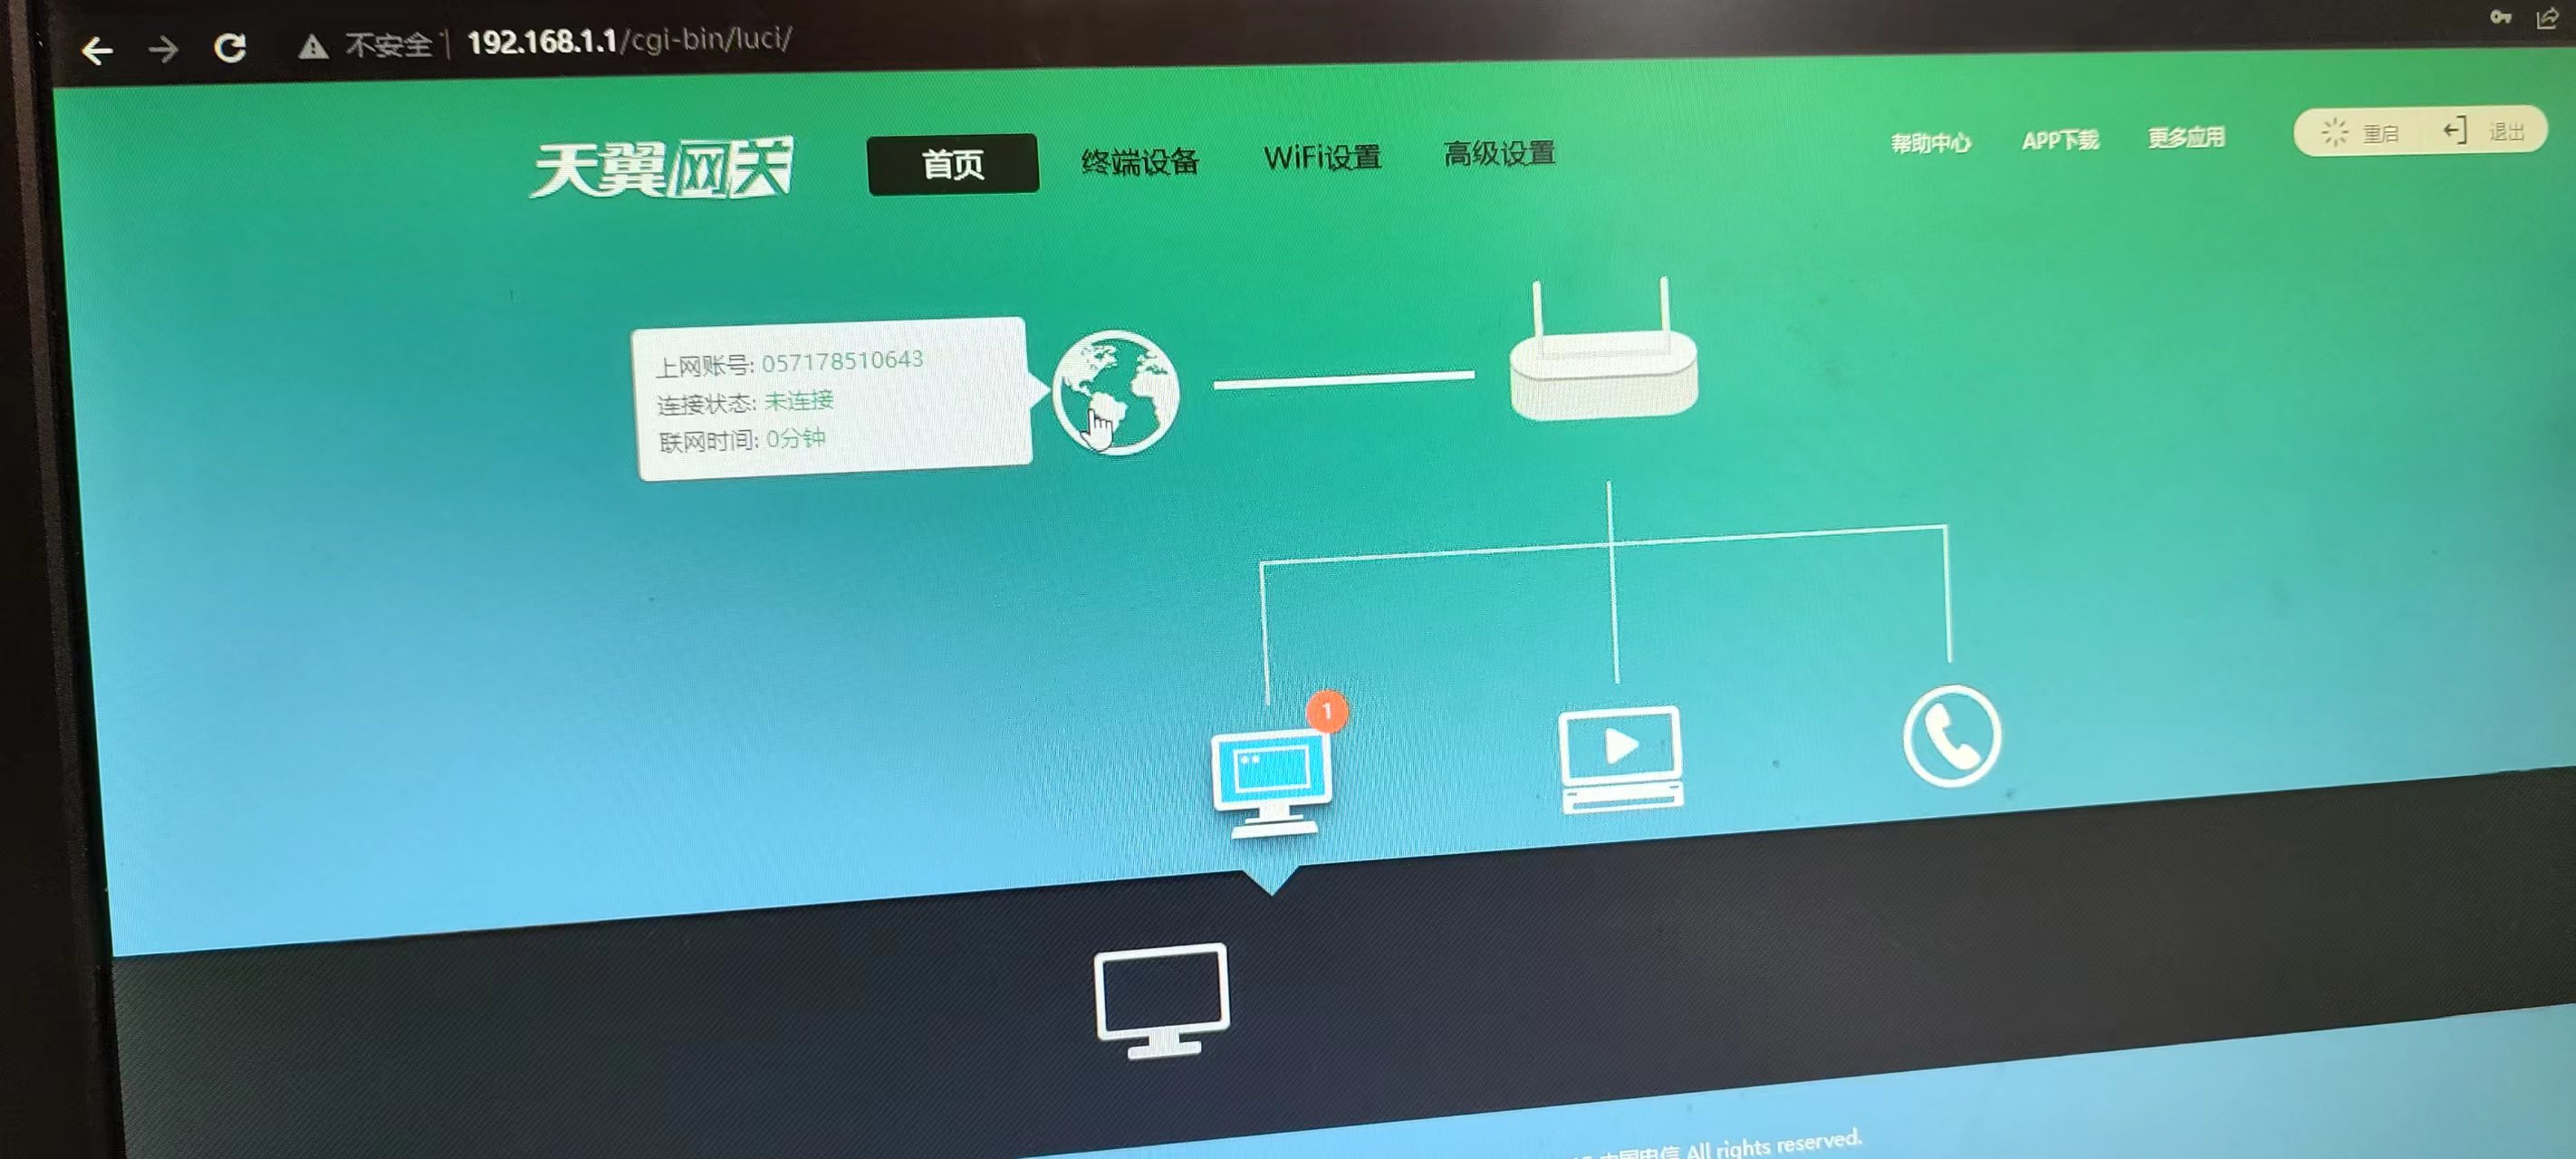 不安全 | 192.168.1.1/cgi-bin/luci/
天翼网关 首页 终端设备 WiFi设置 高级设置 帮助中心 APP下载 更多应用 重启 退出
上网账号: 057178510643
连接状态: 未连接
联网时间: 0分钟
1
中国电信 All rights reserved.